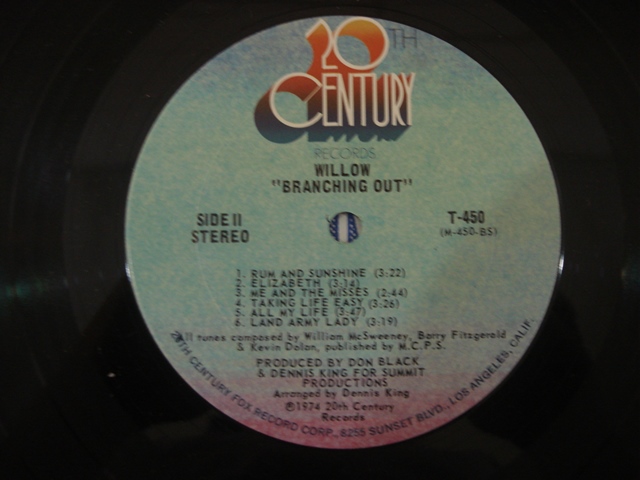 20TH
CENTURY
RECORDS
WILLOW
"BRANCHING OUT"
SIDE II
STEREO
T-450
(M-450-BS)
1. RUM AND SUNSHINE (3:22)
2. ELIZABETH (3:14)
3. ME AND THE MISSES (2:44)
4. TAKING LIFE EASY (3:26)
5. ALL MY LIFE (3:47)
6. LAND ARMY LADY (3:19)
All tunes composed by William McSweeney, Barry Fitzgerald
& Kevin Dolan, published by M.C.P.S.
PRODUCED BY DON BLACK
& DENNIS KING FOR SUMMIT
PRODUCTIONS
Arranged by Dennis King
©1974 20th Century
Records
20TH CENTURY FOX RECORD CORP., 8255 SUNSET BLVD., LOS ANGELES, CALIF.